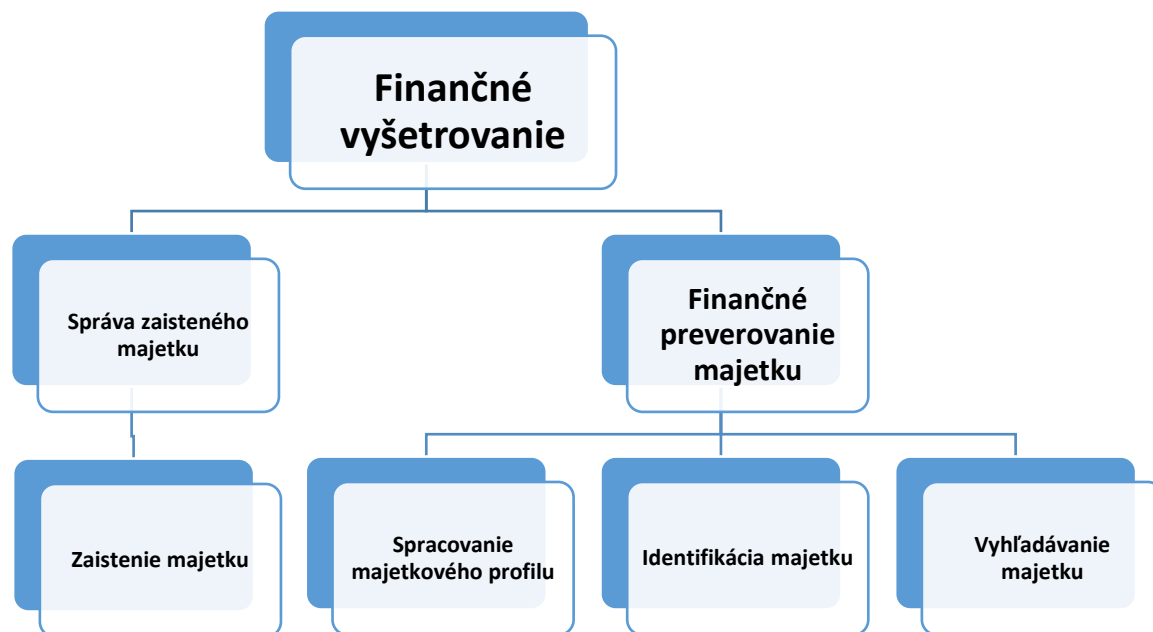 Finančné
vyšetrovanie
Správa zaisteného
majetku
Finančné
preverovanie
majetku
Zaistenie majetku
Spracovanie
majetkového profilu
Identifikácia majetku
Vyhľadávanie
majetku